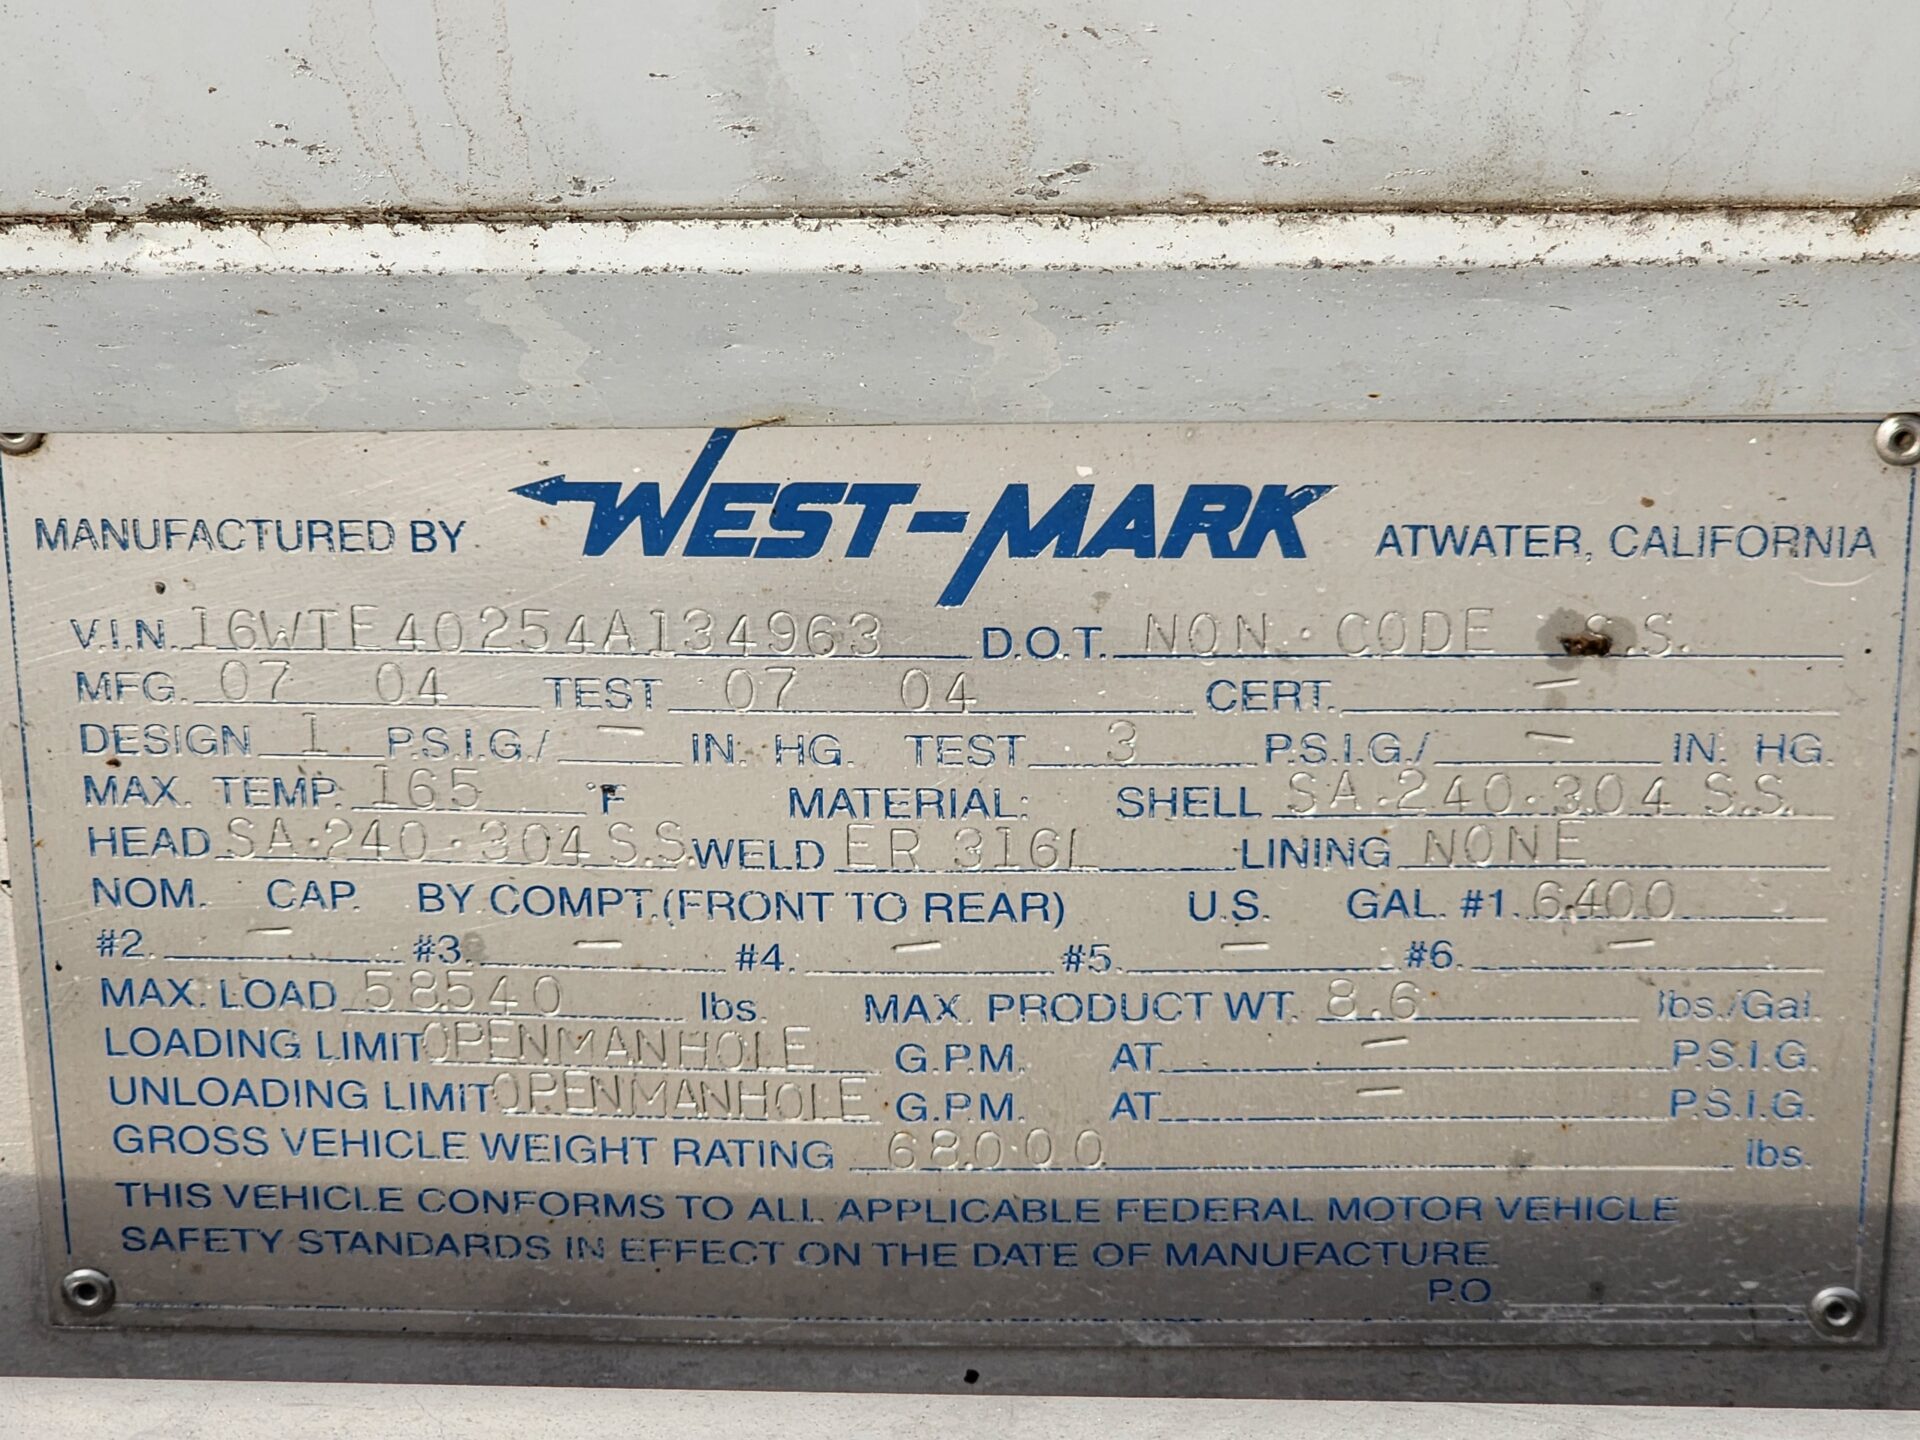 MANUFACTURED BY WEST-MARK ATWATER, CALIFORNIA
V.I.N. 16WTE40254A134963 D.O.T. NON·CODE S.S.
MFG. 07 04 TEST 07 04 CERT. –
DESIGN 1 P.S.I.G./ – IN. HG. TEST 3 P.S.I.G./ – IN. HG.
MAX. TEMP. 165 °F MATERIAL: SHELL SA·240·304 S.S.
HEAD SA·240·304 S.S. WELD ER 316L LINING NONE
NOM. CAP. BY COMPT. (FRONT TO REAR) U.S. GAL. #1. 6400
#2. – #3. – #4. – #5. – #6. –
MAX. LOAD 58540 lbs. MAX. PRODUCT WT. 8.6 lbs./Gal.
LOADING LIMIT OPEN MANHOLE G.P.M. AT – P.S.I.G.
UNLOADING LIMIT OPEN MANHOLE G.P.M. AT – P.S.I.G.
GROSS VEHICLE WEIGHT RATING 68000 lbs.
THIS VEHICLE CONFORMS TO ALL APPLICABLE FEDERAL MOTOR VEHICLE
SAFETY STANDARDS IN EFFECT ON THE DATE OF MANUFACTURE.
P.O